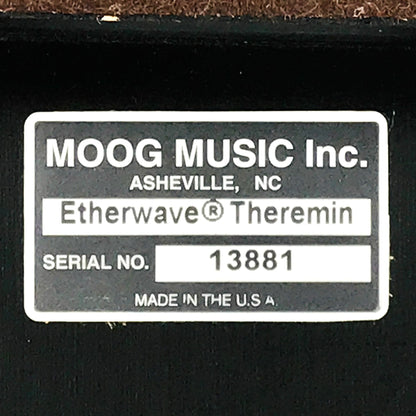 MOOG MUSIC Inc.
ASHEVILLE, NC
Etherwave® Theremin
SERIAL NO. 13881
MADE IN THE U.S.A.